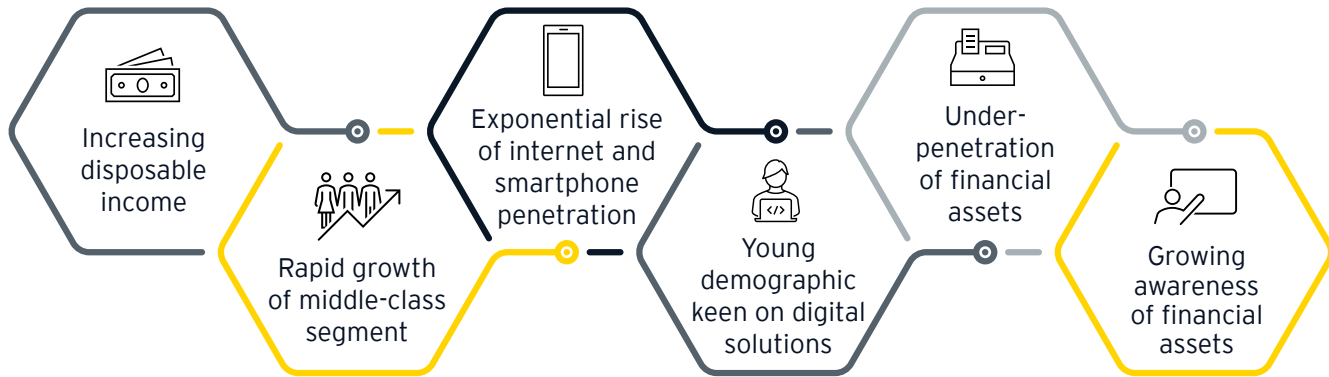 Increasing
disposable
income
Rapid growth
of middle-class
segment
Exponential rise
of internet and
smartphone
penetration
</>
Young
demographic
keen on digital
solutions
Under-
penetration
of financial
assets
Growing
awareness
of financial
assets